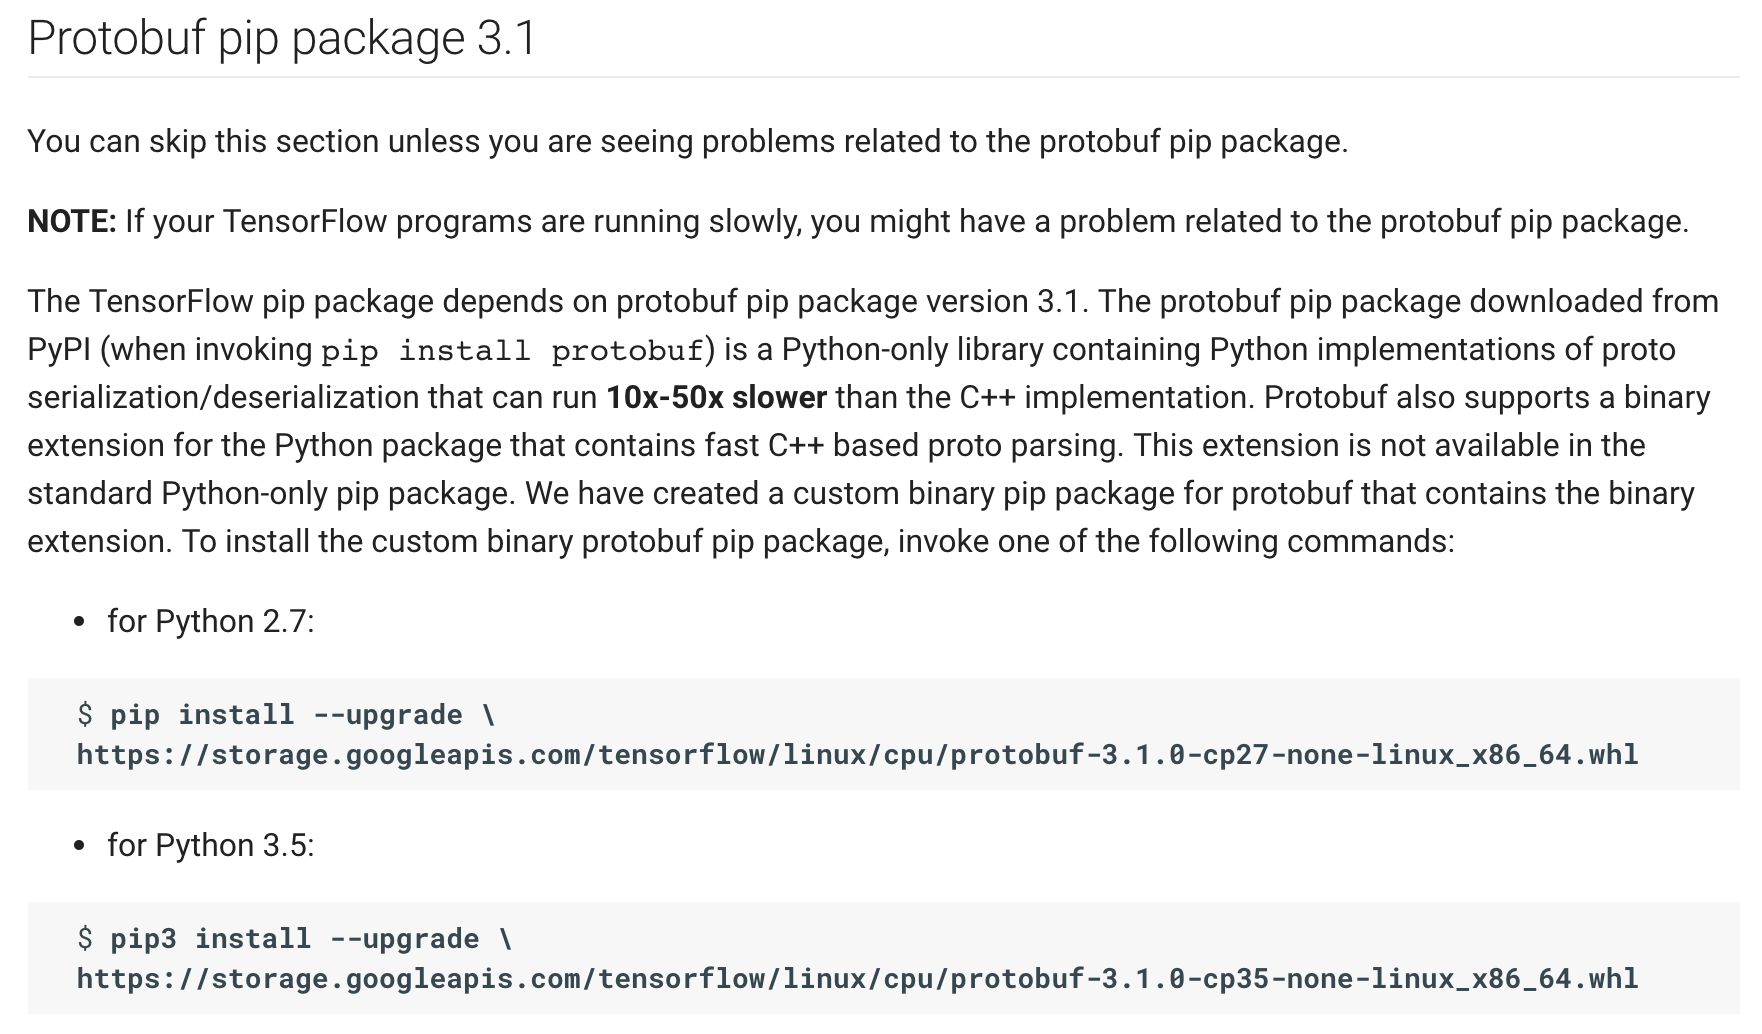 Protobuf pip package 3.1
You can skip this section unless you are seeing problems related to the protobuf pip package.
NOTE: If your TensorFlow programs are running slowly, you might have a problem related to the protobuf pip package.
The TensorFlow pip package depends on protobuf pip package version 3.1. The protobuf pip package downloaded from
PyPI (when invoking pip install protobuf) is a Python-only library containing Python implementations of proto
serialization/deserialization that can run 10x-50x slower than the C++ implementation. Protobuf also supports a binary
extension for the Python package that contains fast C++ based proto parsing. This extension is not available in the
standard Python-only pip package. We have created a custom binary pip package for protobuf that contains the binary
extension. To install the custom binary protobuf pip package, invoke one of the following commands:
• for Python 2.7:
$ pip install --upgrade \
https://storage.googleapis.com/tensorflow/linux/cpu/protobuf-3.1.0-cp27-none-linux_x86_64.whl
• for Python 3.5:
$ pip3 install --upgrade \
https://storage.googleapis.com/tensorflow/linux/cpu/protobuf-3.1.0-cp35-none-linux_x86_64.whl